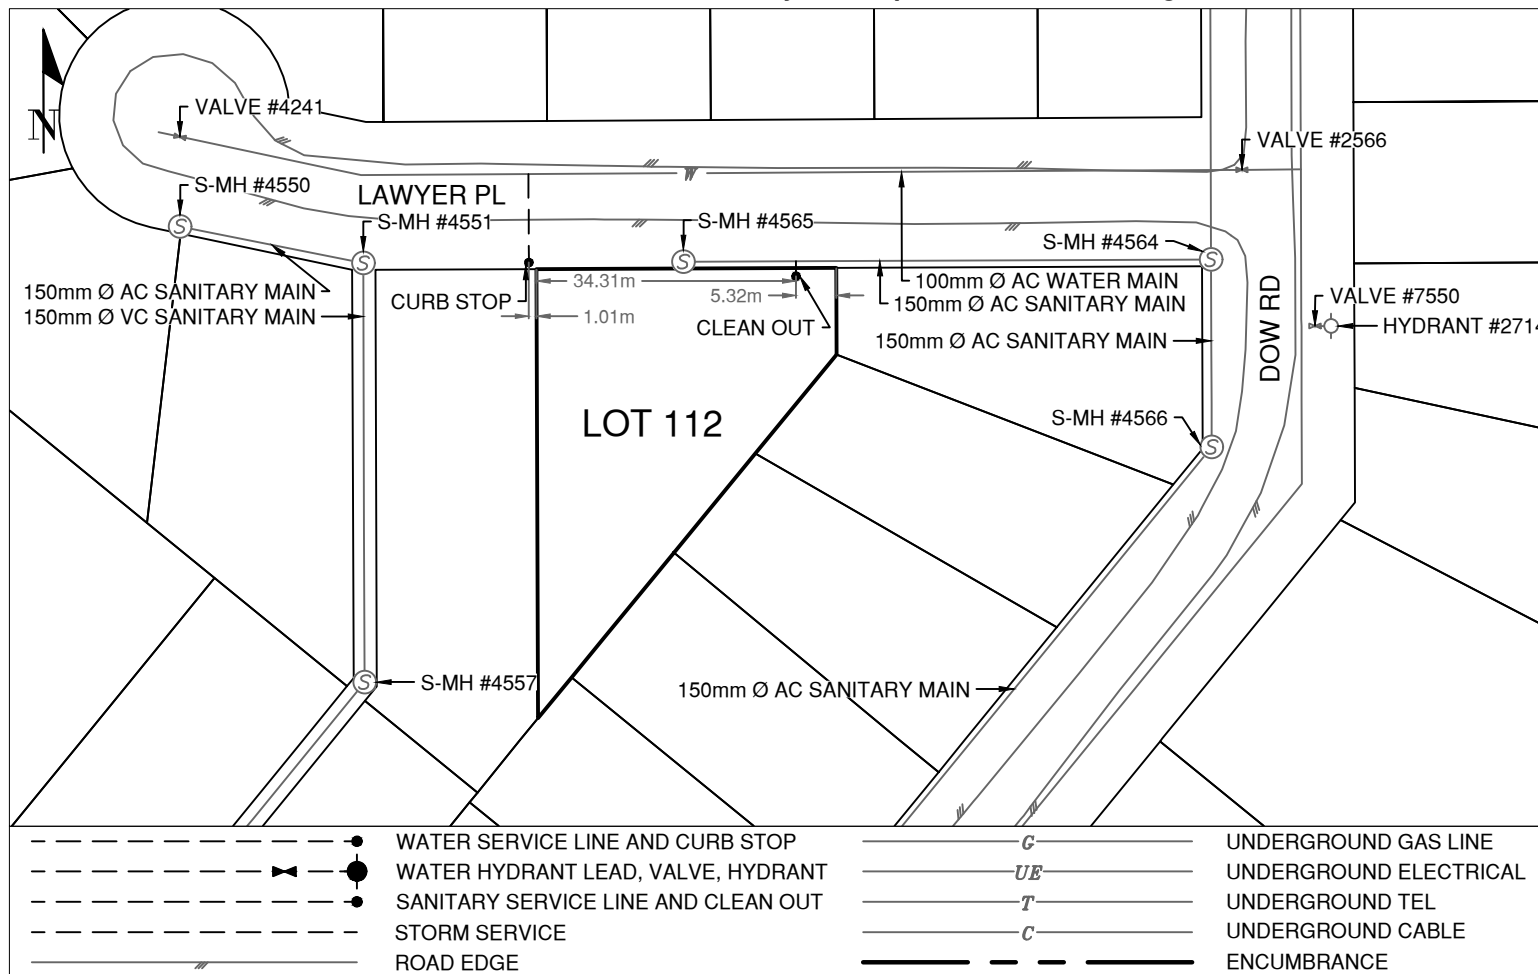 N
VALVE #4241
VALVE #2566
S-MH #4550
LAWYER PL
W
S-MH #4551
S-MH #4565
S-MH #4564
S
S
S
S
150mm Ø AC SANITARY MAIN
150mm Ø VC SANITARY MAIN
CURB STOP
34.31m
5.32m
1.01m
CLEAN OUT
100mm Ø AC WATER MAIN
150mm Ø AC SANITARY MAIN
150mm Ø AC SANITARY MAIN
DOW RD
VALVE #7550
HYDRANT #2714
LOT 112
S-MH #4566
S
S
S-MH #4557
150mm Ø AC SANITARY MAIN
WATER SERVICE LINE AND CURB STOP
WATER HYDRANT LEAD, VALVE, HYDRANT
SANITARY SERVICE LINE AND CLEAN OUT
STORM SERVICE
ROAD EDGE
G UNDERGROUND GAS LINE
UE UNDERGROUND ELECTRICAL
T UNDERGROUND TEL
C UNDERGROUND CABLE
ENCUMBRANCE